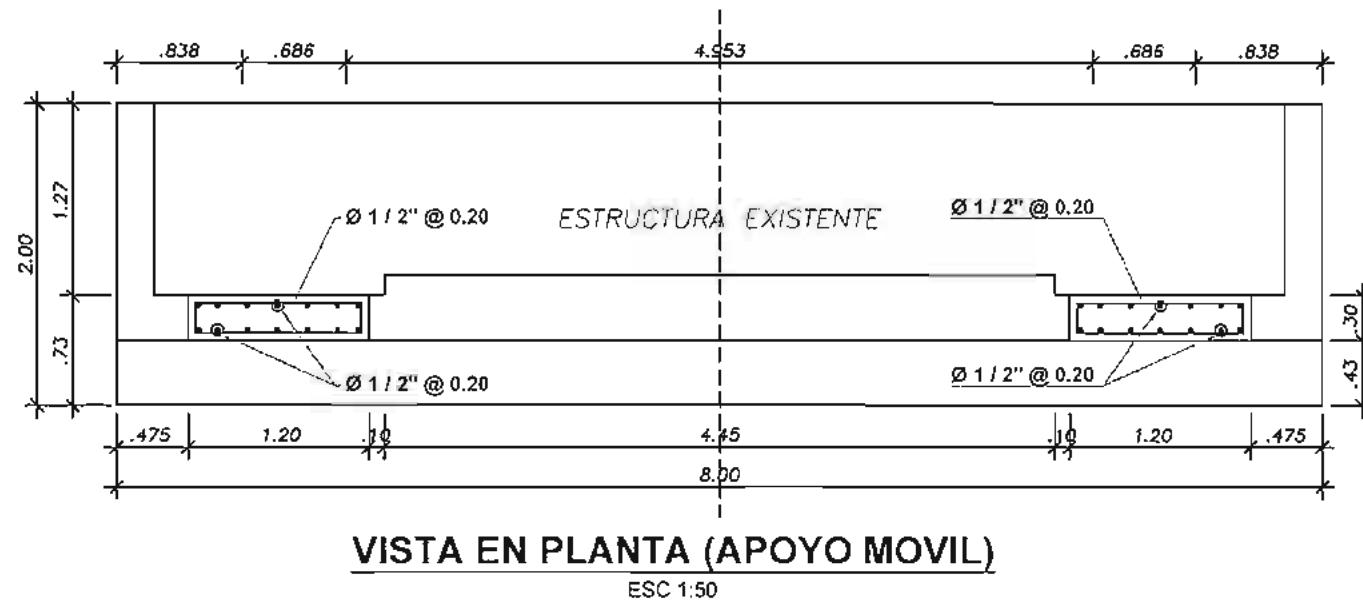 .838 .686 4.953 .686 .838
2.00
1.27
.73
Ø 1 / 2" @ 0.20
ESTRUCTURA EXISTENTE
Ø 1 / 2" @ 0.20
.30
.43
Ø 1 / 2" @ 0.20
Ø 1 / 2" @ 0.20
.475 1.20 .10 4.45 .10 1.20 .475
8.00
VISTA EN PLANTA (APOYO MOVIL)
ESC 1:50